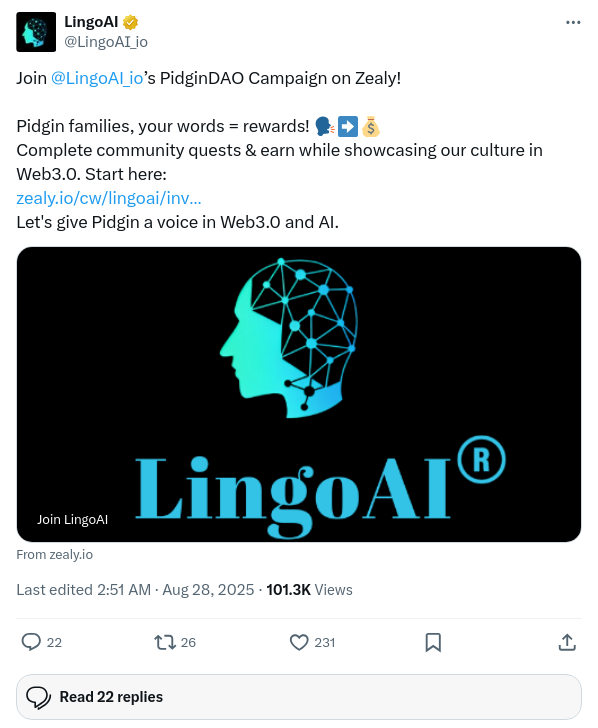 LingoAI
@LingoAI_io
Join @LingoAI_io’s PidginDAO Campaign on Zealy!
Pidgin families, your words = rewards! 🗣️➡️💰
Complete community quests & earn while showcasing our culture in
Web3.0. Start here:
zealy.io/cw/lingoai/inv...
Let's give Pidgin a voice in Web3.0 and AI.
LingoAI®
Join LingoAI
From zealy.io
Last edited 2:51 AM · Aug 28, 2025 · 101.3K Views
22 26 231
Read 22 replies